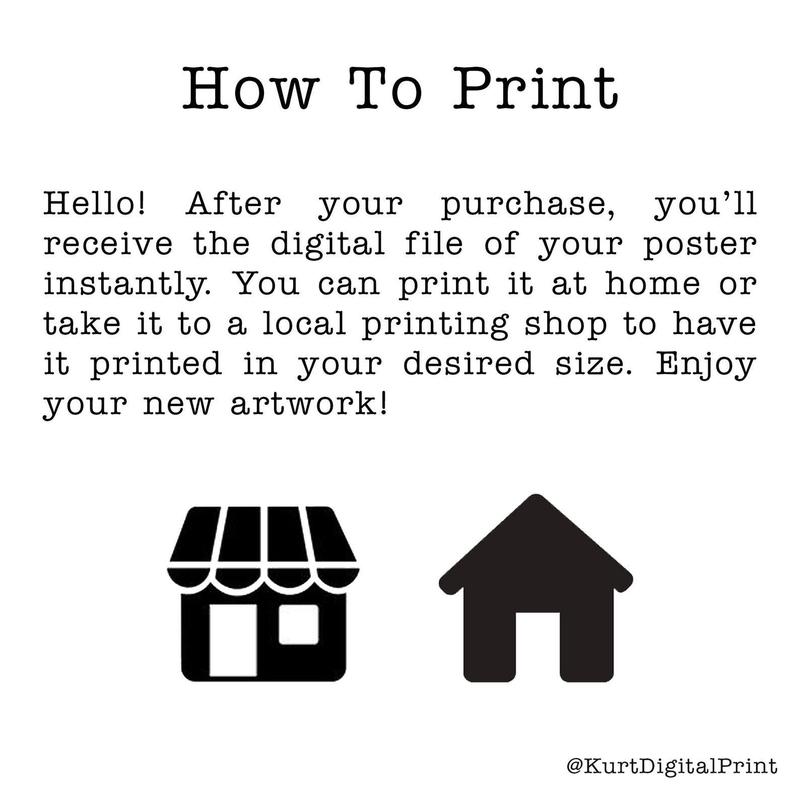 How To Print
Hello! After your purchase, you’ll
receive the digital file of your poster
instantly. You can print it at home or
take it to a local printing shop to have
it printed in your desired size. Enjoy
your new artwork!
@KurtDigitalPrint